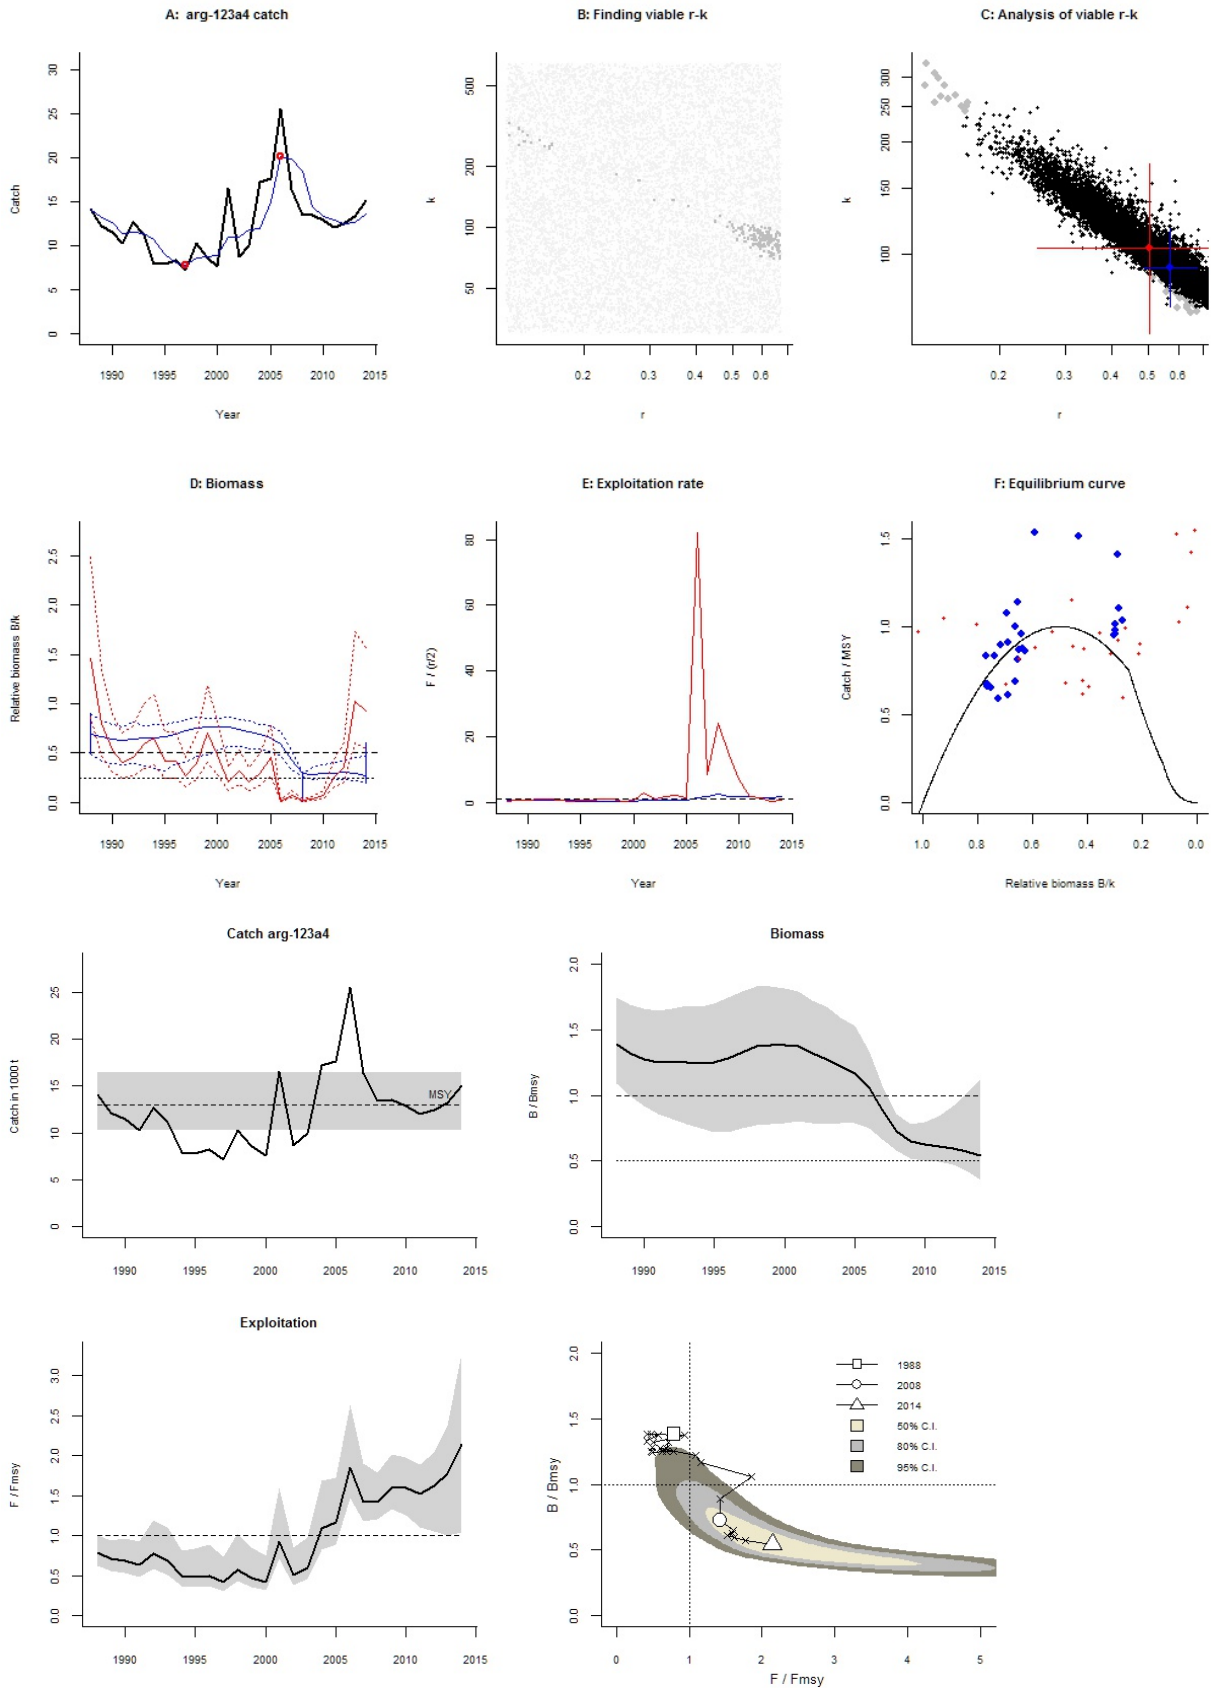 A: arg-123a4 catch
B: Finding viable r-k
C: Analysis of viable r-k
Catch
0 5 10 15 20 25 30
1990 1995 2000 2005 2010 2015
Year
k
50 100 200 500
0.2 0.3 0.4 0.5 0.6
r
k
100 150 200 250 300
0.2 0.3 0.4 0.5 0.6
r
D: Biomass
E: Exploitation rate
F: Equilibrium curve
Relative biomass B/k
0.0 0.5 1.0 1.5 2.0 2.5
1990 1995 2000 2005 2010 2015
Year
F / (r/2)
0 20 40 60 80
1990 1995 2000 2005 2010 2015
Year
Catch / MSY
0.0 0.5 1.0 1.5
1.0 0.8 0.6 0.4 0.2 0.0
Relative biomass B/k
Catch arg-123a4
Biomass
Catch in 1000 t
0 5 10 15 20 25
MSY
1990 1995 2000 2005 2010 2015
B / Bmsy
0.0 0.5 1.0 1.5 2.0
1990 1995 2000 2005 2010 2015
Exploitation
F / Fmsy
0.0 0.5 1.0 1.5 2.0 2.5 3.0
1990 1995 2000 2005 2010 2015
B / Bmsy
0.0 0.5 1.0 1.5 2.0
1988
2008
2014
50% C.I.
80% C.I.
95% C.I.
0 1 2 3 4 5
F / Fmsy